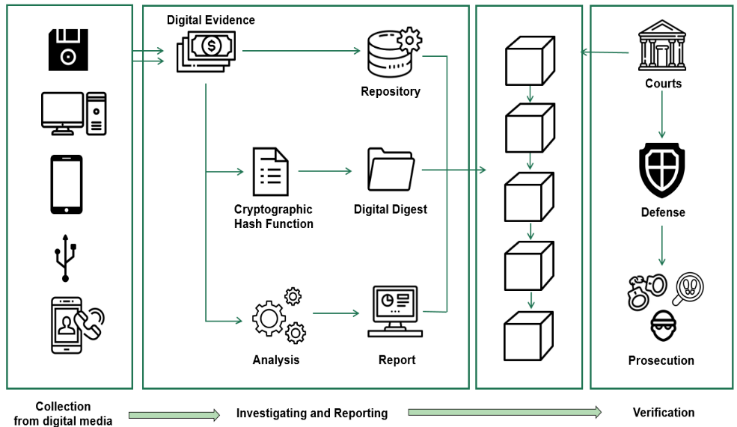 Digital Evidence
Repository
Courts
Cryptographic
Hash Function
Digital Digest
Defense
Analysis
Report
Prosecution
Collection
from digital media
Investigating and Reporting
Verification